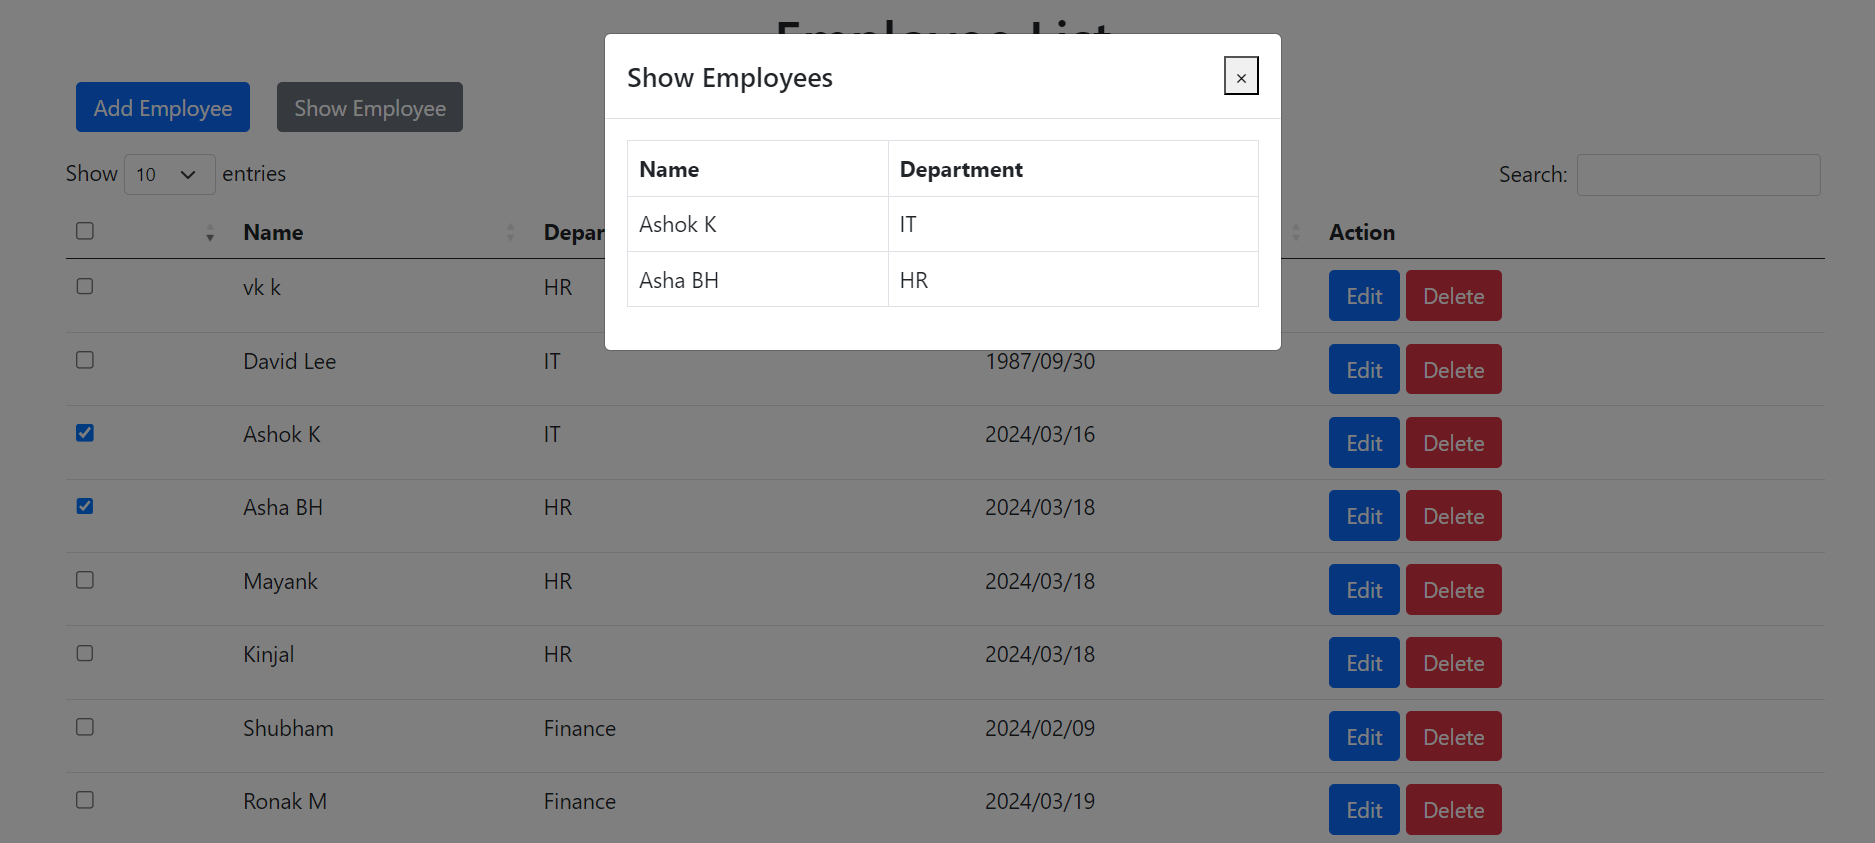 Employee List
Show Employees ×
Add Employee Show Employee
Name Department
Show 10 entries Search:
Ashok K IT
Name Depar Action
Asha BH HR
vk k HR Edit Delete
David Lee IT 1987/09/30 Edit Delete
Ashok K IT 2024/03/16 Edit Delete
Asha BH HR 2024/03/18 Edit Delete
Mayank HR 2024/03/18 Edit Delete
Kinjal HR 2024/03/18 Edit Delete
Shubham Finance 2024/02/09 Edit Delete
Ronak M Finance 2024/03/19 Edit Delete